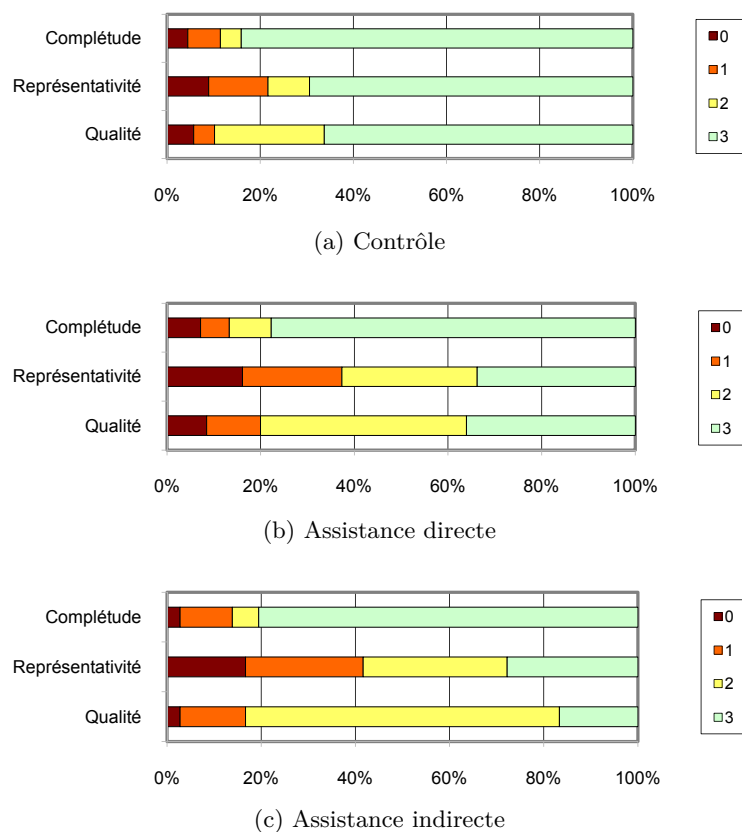 Complétude
Représentativité
Qualité
0% 20% 40% 60% 80% 100%
0
1
2
3
(a) Contrôle
Complétude
Représentativité
Qualité
0% 20% 40% 60% 80% 100%
0
1
2
3
(b) Assistance directe
Complétude
Représentativité
Qualité
0% 20% 40% 60% 80% 100%
0
1
2
3
(c) Assistance indirecte